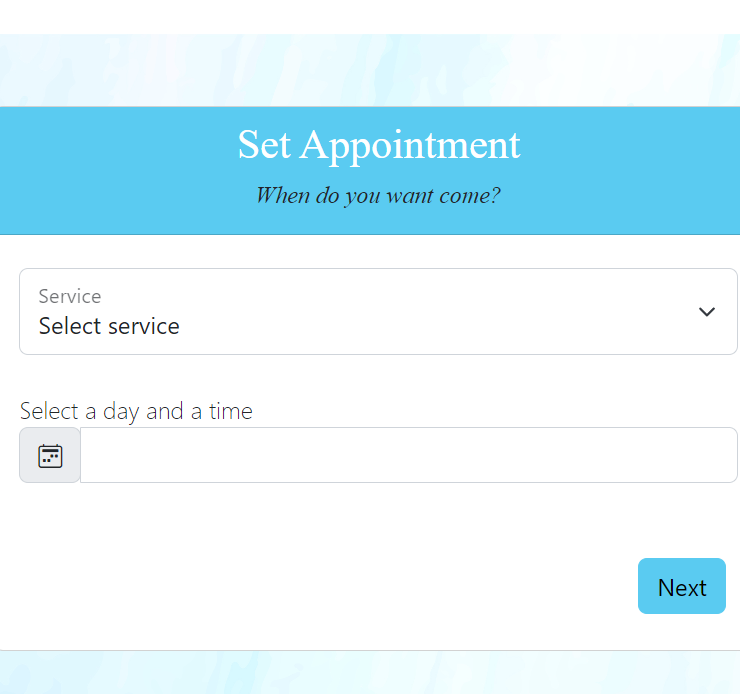 Set Appointment
When do you want come?
Service
Select service
Select a day and a time
Next